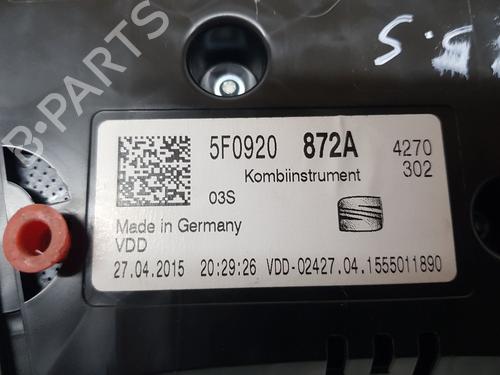 B-PARTS
S.S
5F0920 872A 4270
302
Kombiinstrument
03S
Made in Germany
VDD
27.04.2015 20:29:26 VDD-02427.04.1555011890